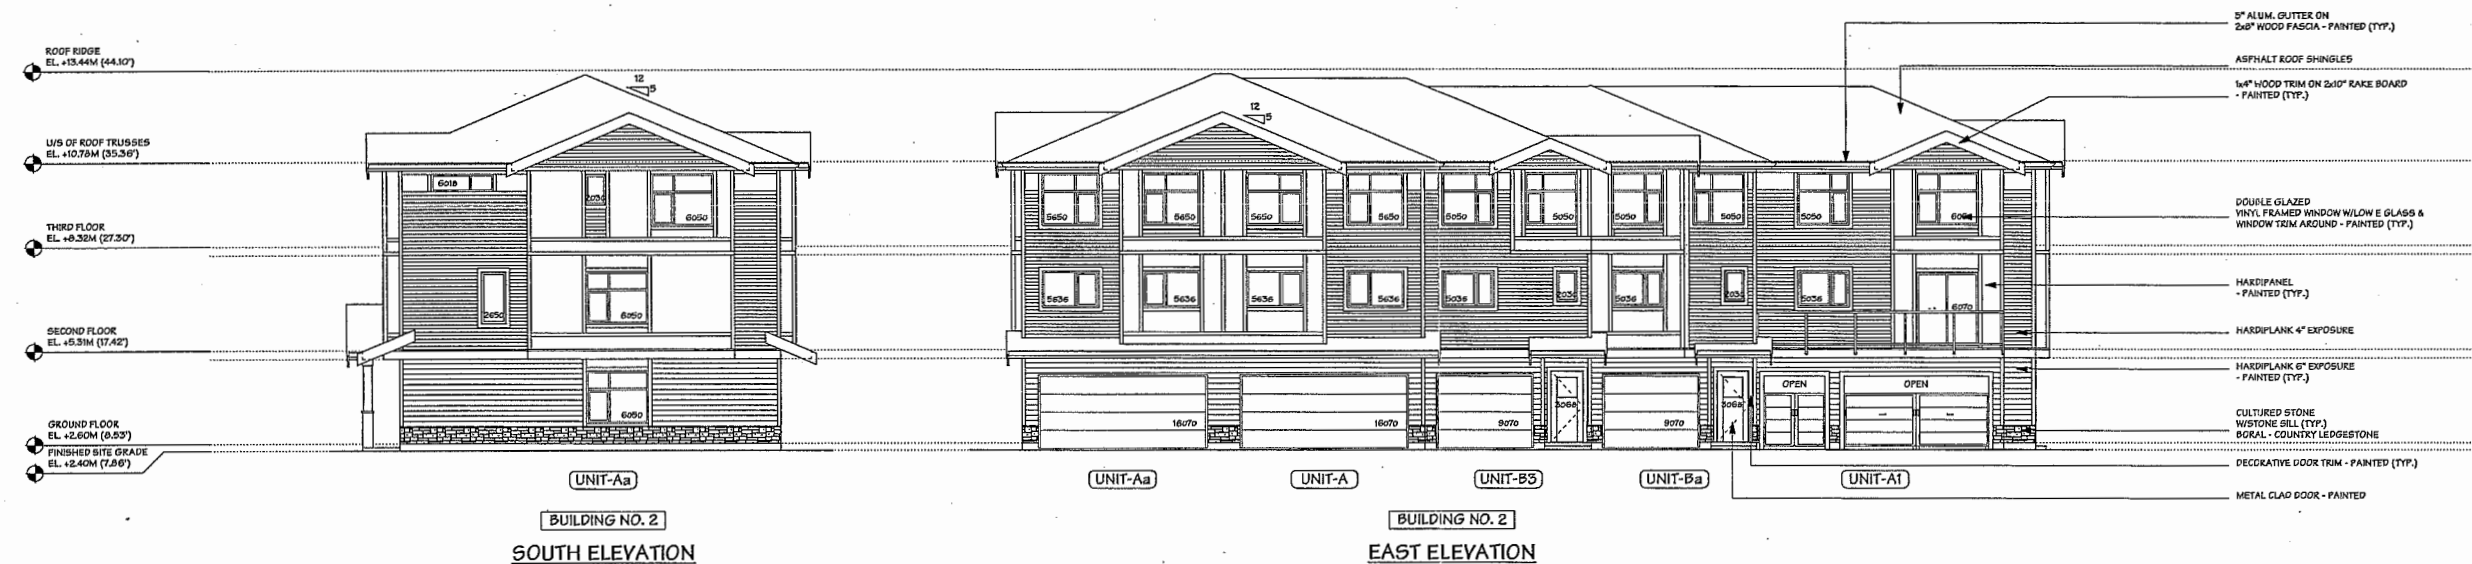 ROOF RIDGE
EL. +13.44M (44.10')
U/S OF ROOF TRUSSES
EL. +10.78M (35.36')
THIRD FLOOR
EL. +8.32M (27.30')
SECOND FLOOR
EL. +5.31M (17.42')
GROUND FLOOR
EL. +2.60M (8.53')
FINISHED SITE GRADE
EL. +2.40M (7.86')
12
5
6018
2036
6050
2650
6050
6050
UNIT-Aa
BUILDING NO. 2
SOUTH ELEVATION
12
5
5650
5650
5650
5650
5050
5050
5050
5050
5050
5636
5636
5636
5636
5036
2036
5036
2036
5036
6070
16070
16070
9070
3068
9070
3068
OPEN
OPEN
UNIT-Aa
UNIT-A
UNIT-B3
UNIT-Ba
UNIT-A1
BUILDING NO. 2
EAST ELEVATION
5" ALUM. GUTTER ON
2x8" WOOD FASCIA - PAINTED (TYP.)
ASPHALT ROOF SHINGLES
1x4" WOOD TRIM ON 2x10" RAKE BOARD
- PAINTED (TYP.)
DOUBLE GLAZED
VINYL FRAMED WINDOW W/LOW E GLASS &
WINDOW TRIM AROUND - PAINTED (TYP.)
HARDIPANEL
- PAINTED (TYP.)
HARDIPLANK 4" EXPOSURE
HARDIPLANK 6" EXPOSURE
- PAINTED (TYP.)
CULTURED STONE
W/STONE SILL (TYP.)
BORAL - COUNTRY LEDGESTONE
DECORATIVE DOOR TRIM - PAINTED (TYP.)
METAL CLAD DOOR - PAINTED